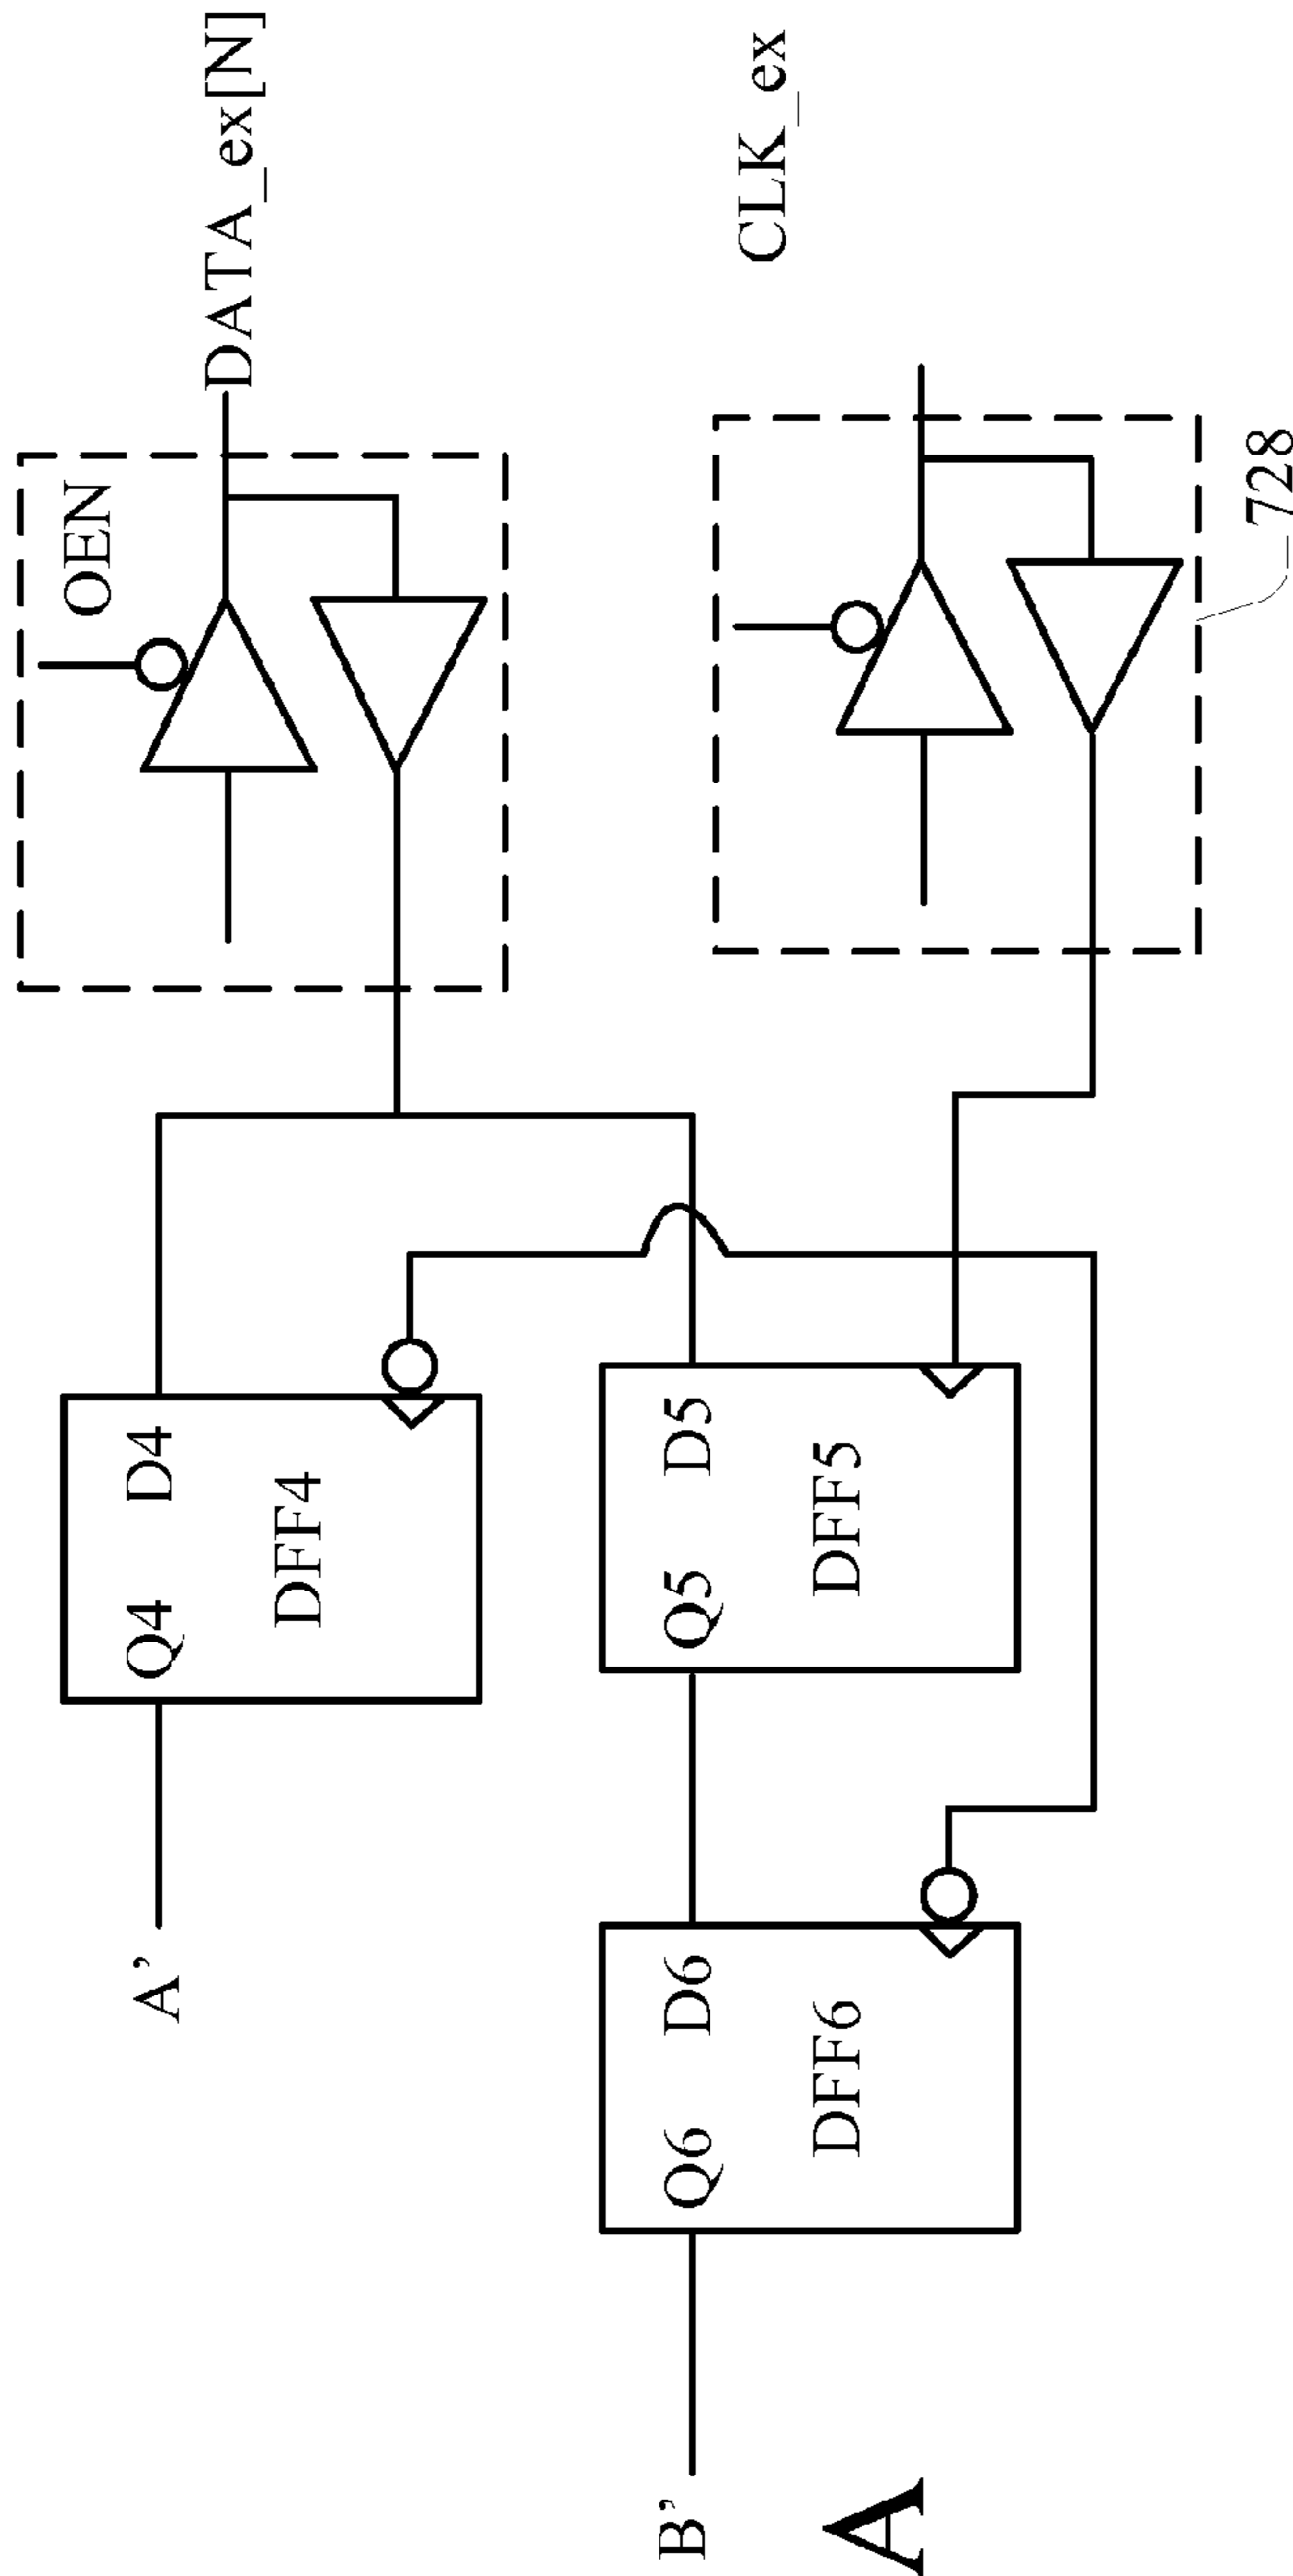 OEN
DATA_ex[N]
A’
Q4 D4
DFF4
B’
Q6 D6
DFF6
Q5 D5
DFF5
CLK_ex
728
A